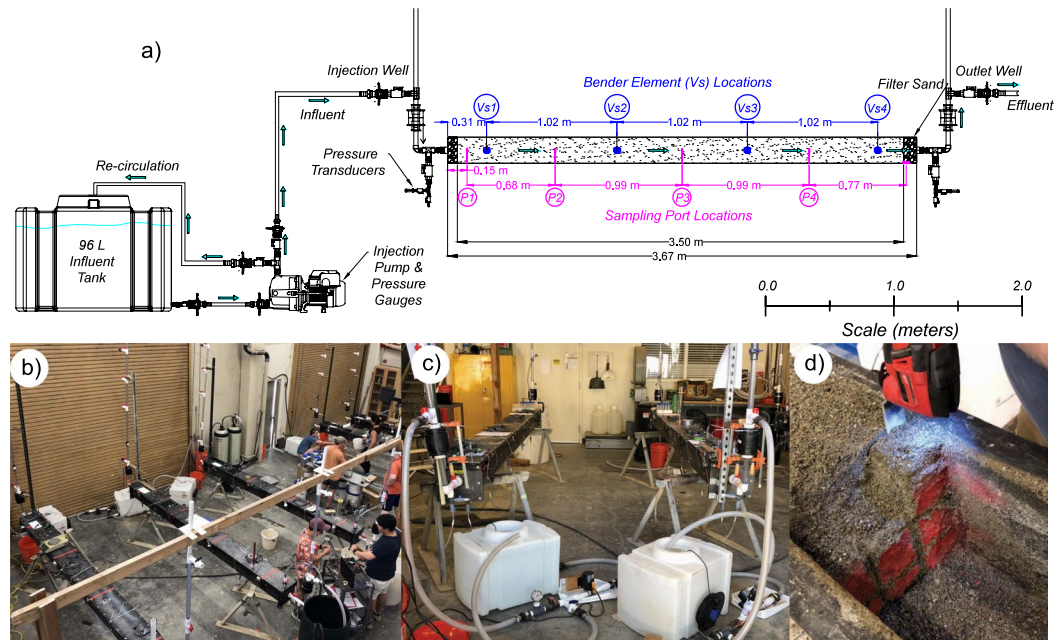 a)
Injection Well
Influent
Re-circulation
96 L
Influent
Tank
Injection
Pump &
Pressure
Gauges
Pressure
Transducers
Bender Element (Vs) Locations
Filter Sand
Outlet Well
Effluent
Vs1
Vs2
Vs3
Vs4
0.31 m
1.02 m
1.02 m
1.02 m
0.15 m
0.68 m
0.99 m
0.99 m
0.77 m
P1
P2
P3
P4
Sampling Port Locations
3.50 m
3.67 m
0.0
1.0
2.0
Scale (meters)
b)
c)
d)